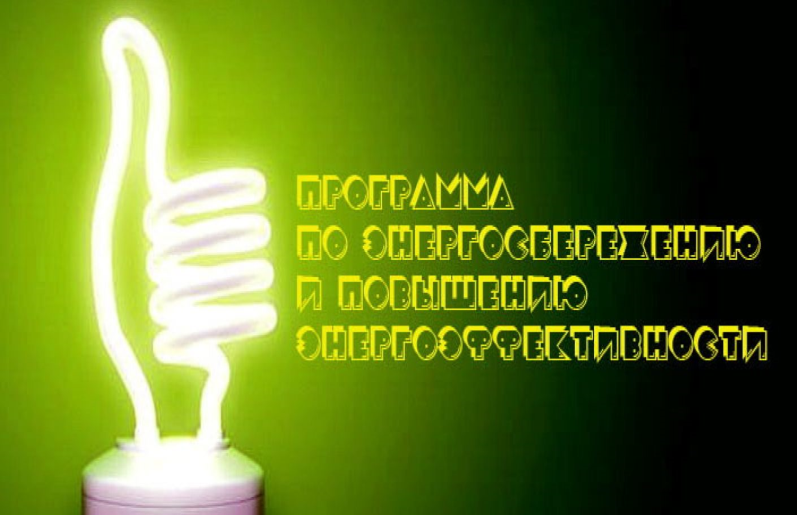 ПРОГРАММА
ПО ЭНЕРГОСБЕРЕЖЕНИЮ
И ПОВЫШЕНИЮ
ЭНЕРГОЭФФЕКТИВНОСТИ